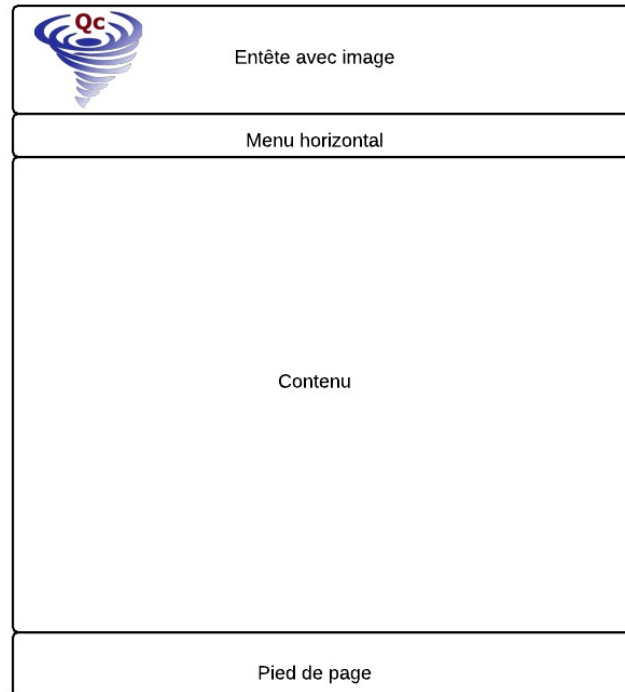 Qc
Entête avec image
Menu horizontal
Contenu
Pied de page